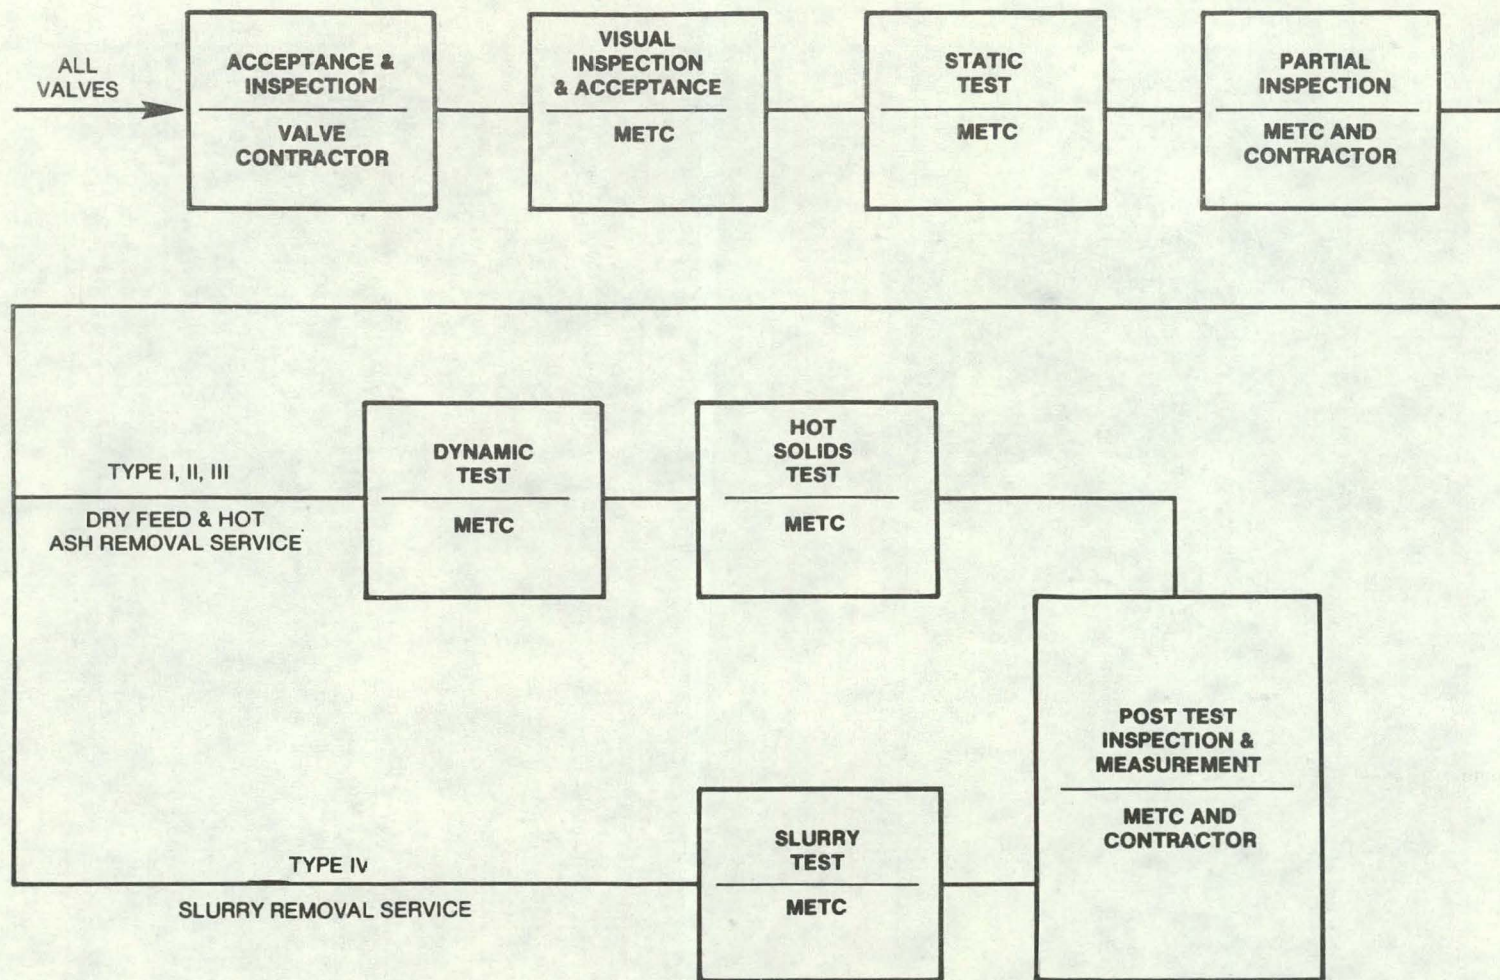 ALL
VALVES
ACCEPTANCE &
INSPECTION
VALVE
CONTRACTOR
VISUAL
INSPECTION
& ACCEPTANCE
METC
STATIC
TEST
METC
PARTIAL
INSPECTION
METC AND
CONTRACTOR
TYPE I, II, III
DRY FEED & HOT
ASH REMOVAL SERVICE
DYNAMIC
TEST
METC
HOT
SOLIDS
TEST
METC
POST TEST
INSPECTION &
MEASUREMENT
METC AND
CONTRACTOR
TYPE IV
SLURRY REMOVAL SERVICE
SLURRY
TEST
METC